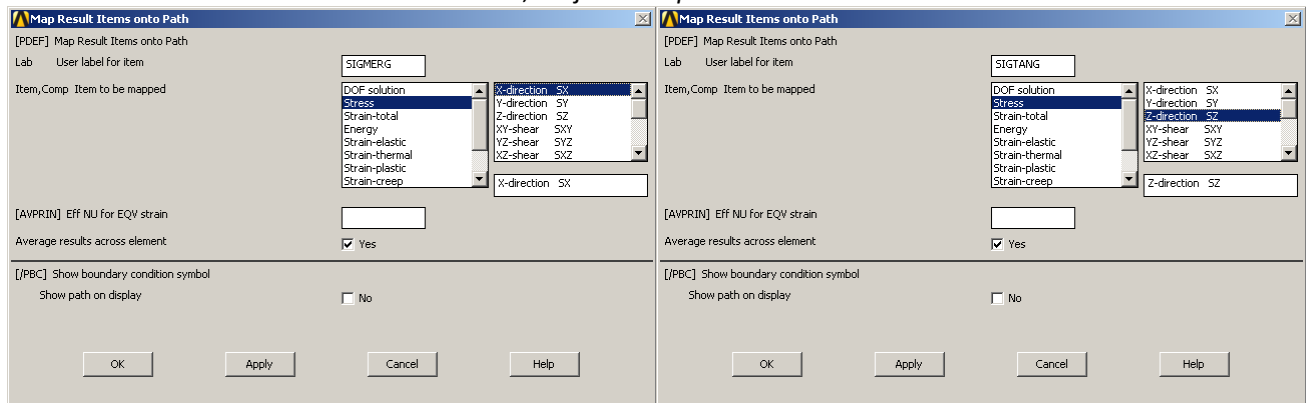 Map Result Items onto Path
[PDEF] Map Result Items onto Path
Lab User label for item SIGMERG
Item,Comp Item to be mapped
DOF solution
Stress
Strain-total
Energy
Strain-elastic
Strain-thermal
Strain-plastic
Strain-creep
X-direction SX
Y-direction SY
Z-direction SZ
XY-shear SXY
YZ-shear SYZ
XZ-shear SXZ
X-direction SX
[AVPRIN] Eff NU for EQV strain
Average results across element Yes
[/PBC] Show boundary condition symbol
Show path on display No
OK Apply Cancel Help
Map Result Items onto Path
[PDEF] Map Result Items onto Path
Lab User label for item SIGTANG
Item,Comp Item to be mapped
DOF solution
Stress
Strain-total
Energy
Strain-elastic
Strain-thermal
Strain-plastic
Strain-creep
X-direction SX
Y-direction SY
Z-direction SZ
XY-shear SXY
YZ-shear SYZ
XZ-shear SXZ
Z-direction SZ
[AVPRIN] Eff NU for EQV strain
Average results across element Yes
[/PBC] Show boundary condition symbol
Show path on display No
OK Apply Cancel Help